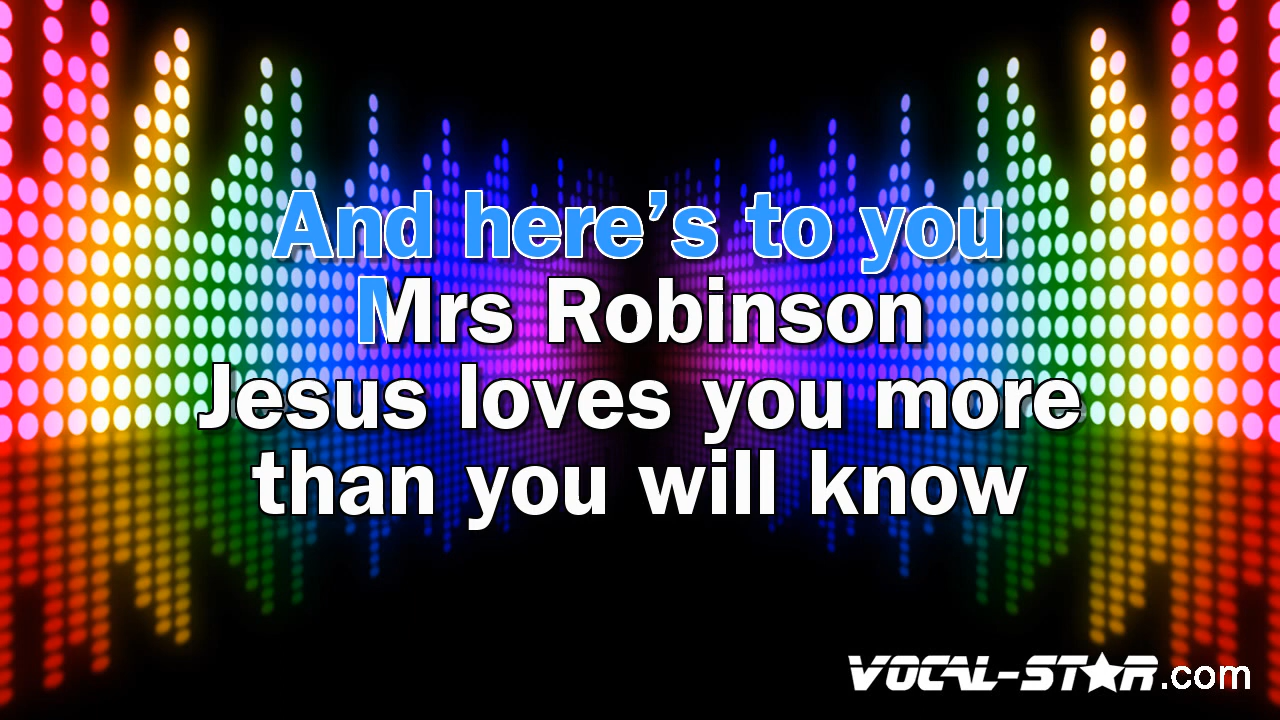 And here’s to you
Mrs Robinson
Jesus loves you more
than you will know
VOCAL-STAR.com